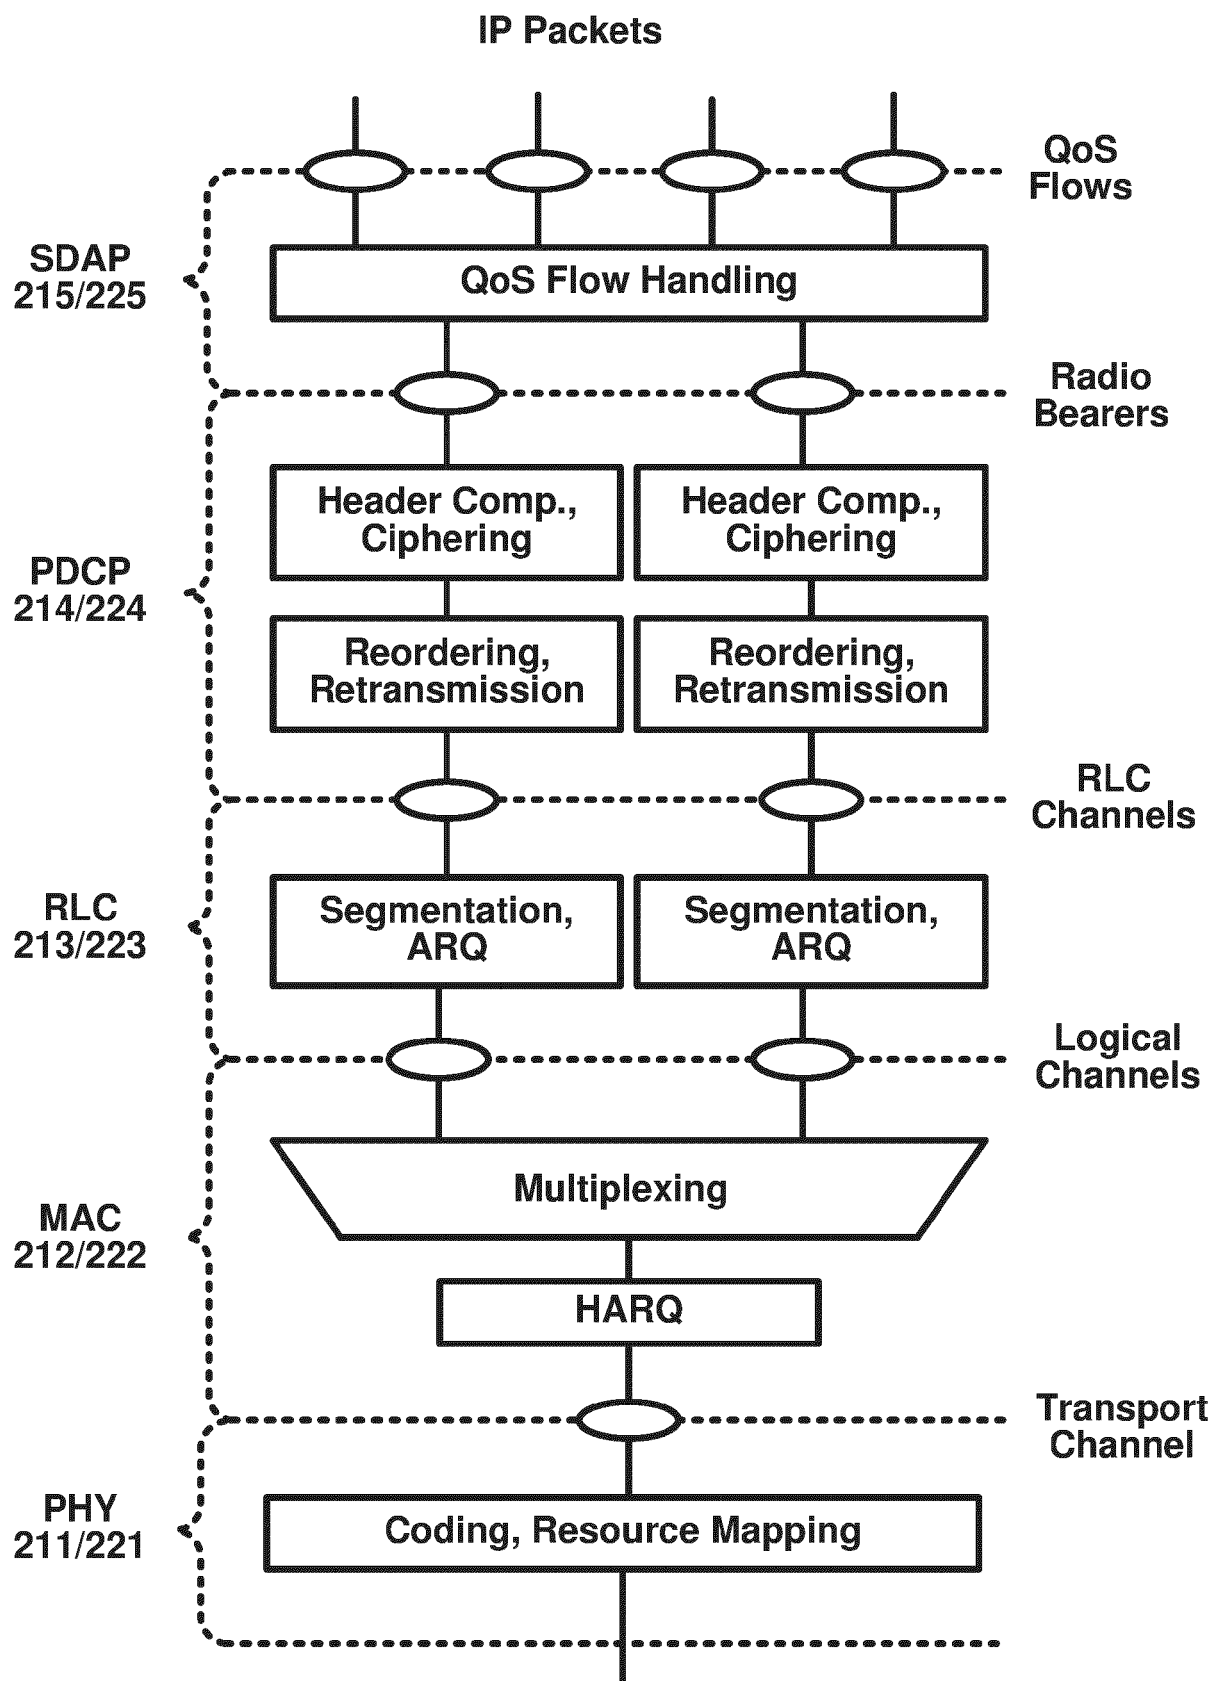 IP Packets
QoS
Flows
SDAP
215/225
QoS Flow Handling
Radio
Bearers
Header Comp.,
Ciphering
Header Comp.,
Ciphering
PDCP
214/224
Reordering,
Retransmission
Reordering,
Retransmission
RLC
Channels
RLC
213/223
Segmentation,
ARQ
Segmentation,
ARQ
Logical
Channels
Multiplexing
MAC
212/222
HARQ
Transport
Channel
PHY
211/221
Coding, Resource Mapping